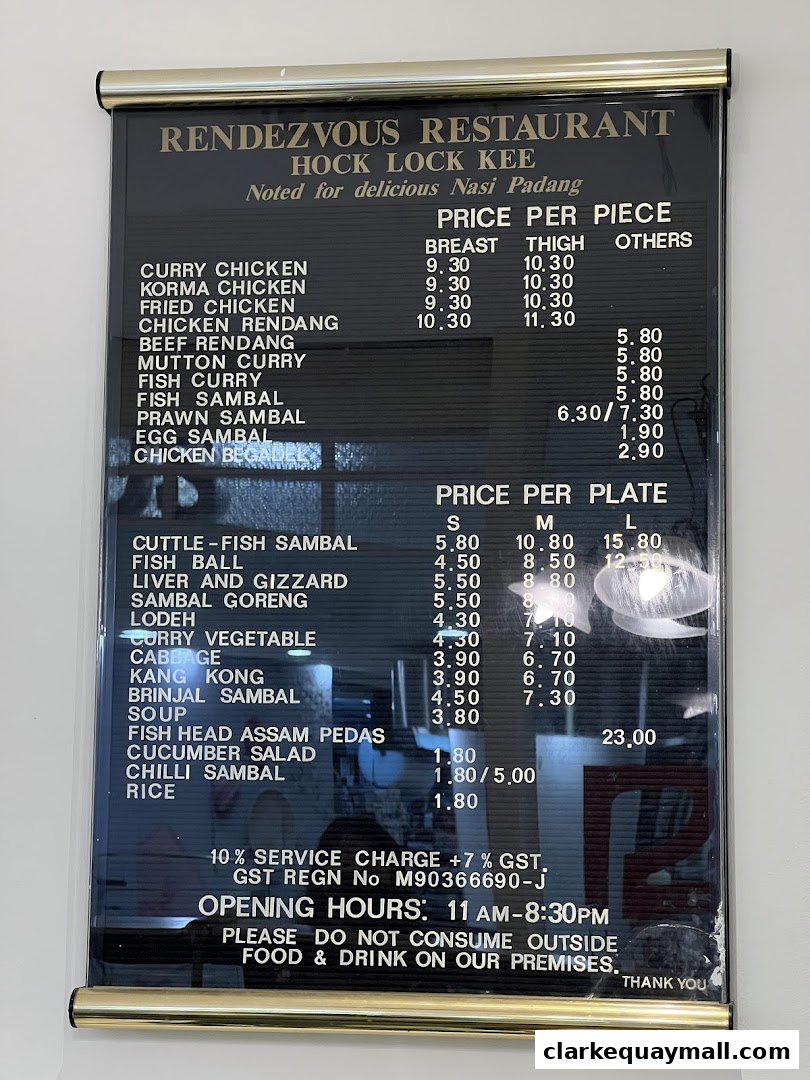 RENDEZVOUS RESTAURANT
HOCK LOCK KEE
Noted for delicious Nasi Padang
PRICE PER PIECE
BREAST THIGH OTHERS
CURRY CHICKEN 9.30 10.30
KORMA CHICKEN 9.30 10.30
FRIED CHICKEN 9.30 10.30
CHICKEN RENDANG 10.30 11.30
BEEF RENDANG 5.80
MUTTON CURRY 5.80
FISH CURRY 5.80
FISH SAMBAL 5.80
PRAWN SAMBAL 6.30/7.30
EGG SAMBAL 1.90
CHICKEN BEGADEL 2.90
PRICE PER PLATE
S M L
CUTTLE-FISH SAMBAL 5.80 10.80 15.80
FISH BALL 4.50 8.50 12.50
LIVER AND GIZZARD 5.50 8.80
SAMBAL GORENG 5.50
LODEH 4.30 7.10
CURRY VEGETABLE 4.30 7.10
CABBAGE 3.90 6.70
KANG KONG 3.90 6.70
BRINJAL SAMBAL 4.50 7.30
SOUP 3.80
FISH HEAD ASSAM PEDAS 23.00
CUCUMBER SALAD 1.80
CHILLI SAMBAL 1.80/5.00
RICE 1.80
10% SERVICE CHARGE +7% GST.
GST REGN No M90366690-J
OPENING HOURS: 11 AM-8:30PM
PLEASE DO NOT CONSUME OUTSIDE
FOOD & DRINK ON OUR PREMISES.
THANK YOU
clarkequaymall.com